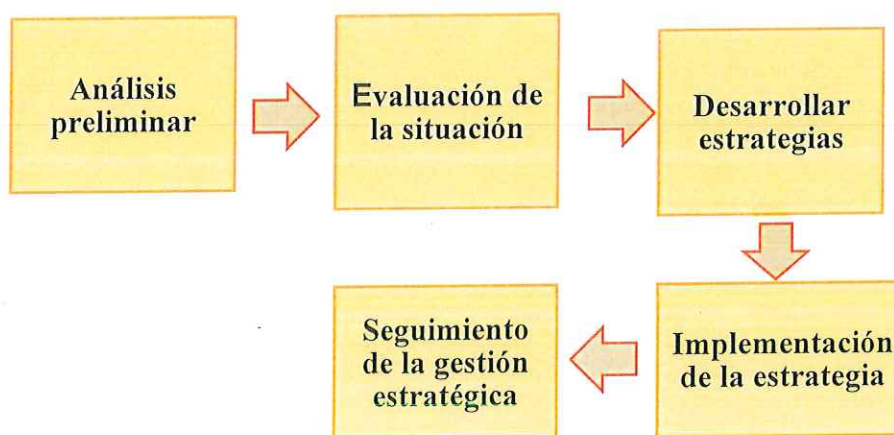 Análisis
preliminar
Evaluación de
la situación
Desarrollar
estrategias
Implementación
de la estrategia
Seguimiento
de la gestión
estratégica